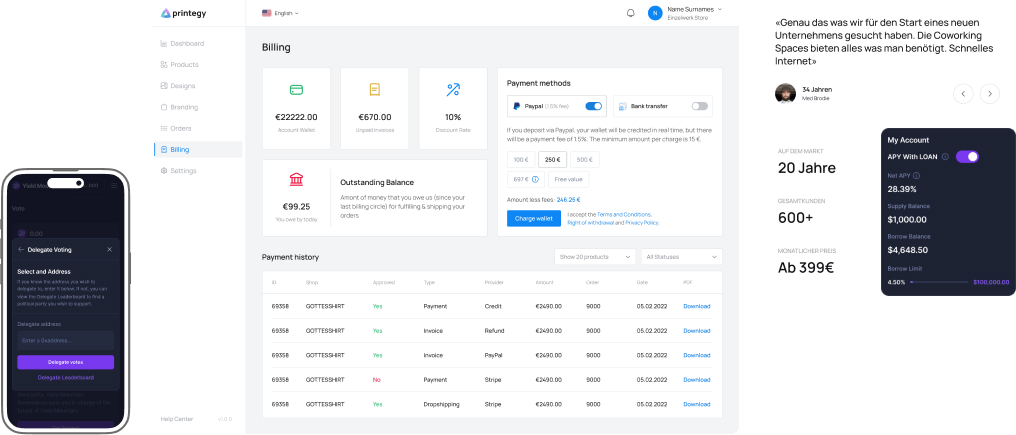 printegy
English
Name Surnames
Einzelwerk Store
N
Dashboard
Products
Designs
Branding
Orders
Billing
Settings
Help Center
v1.0.0
Billing
€22222.00
Account Wallet
€670.00
Unpaid Invoices
10%
Discount Rate
€99.25
You owe by today
Outstanding Balance
Amont of money that you owe us (since your
last billing circle) for fulfilling & shipping your
orders
Payment methods
Paypal (1.5% fee)
Bank transfer
If you deposit via Paypal, your wallet will be credited in real time, but there
will be a payment fee of 1.5%. The minimum amount per charge is 15 €.
100 €
250 €
500 €
697 €
Free value
Amount less fees: 246.25 €
Charge wallet
I accept the Terms and Conditions,
Right of withdrawal and Privacy Policy.
Payment history
Show 20 products
All Statuses
ID Shop Approved Type Provider Amount Order Date PDF
69358 GOTTESSHIRT Yes Payment Credit €2490.00 9000 05.02.2022 Download
69358 GOTTESSHIRT Yes Invoice Refund €2490.00 9000 05.02.2022 Download
69358 GOTTESSHIRT Yes Invoice PayPal €2490.00 9000 05.02.2022 Download
69358 GOTTESSHIRT No Payment Stripe €2490.00 9000 05.02.2022 Download
69358 GOTTESSHIRT Yes Dropshipping Stripe €2490.00 9000 05.02.2022 Download
Vote
0.00
Delegate Voting
Select and Address
If you know the address you wish to
delegate to, enter it below. If not, you can
view the Delegate Leaderboard to find a
political party you wish to support.
Delegate address
Enter a 0xaddress...
Delegate votes
Delegate Leaderboard
«Genau das was wir für den Start eines neuen
Unternehmens gesucht haben. Die Coworking
Spaces bieten alles was man benötigt. Schnelles
Internet»
34 Jahren
Med Brodie
AUF DEM MARKT
20 Jahre
GESAMTKUNDEN
600+
MONATLICHER PREIS
Ab 399€
My Account
APY With LOAN
Net APY
28.39%
Supply Balance
$1,000.00
Borrow Balance
$4,648.50
Borrow Limit
4.50%
$100,000.00